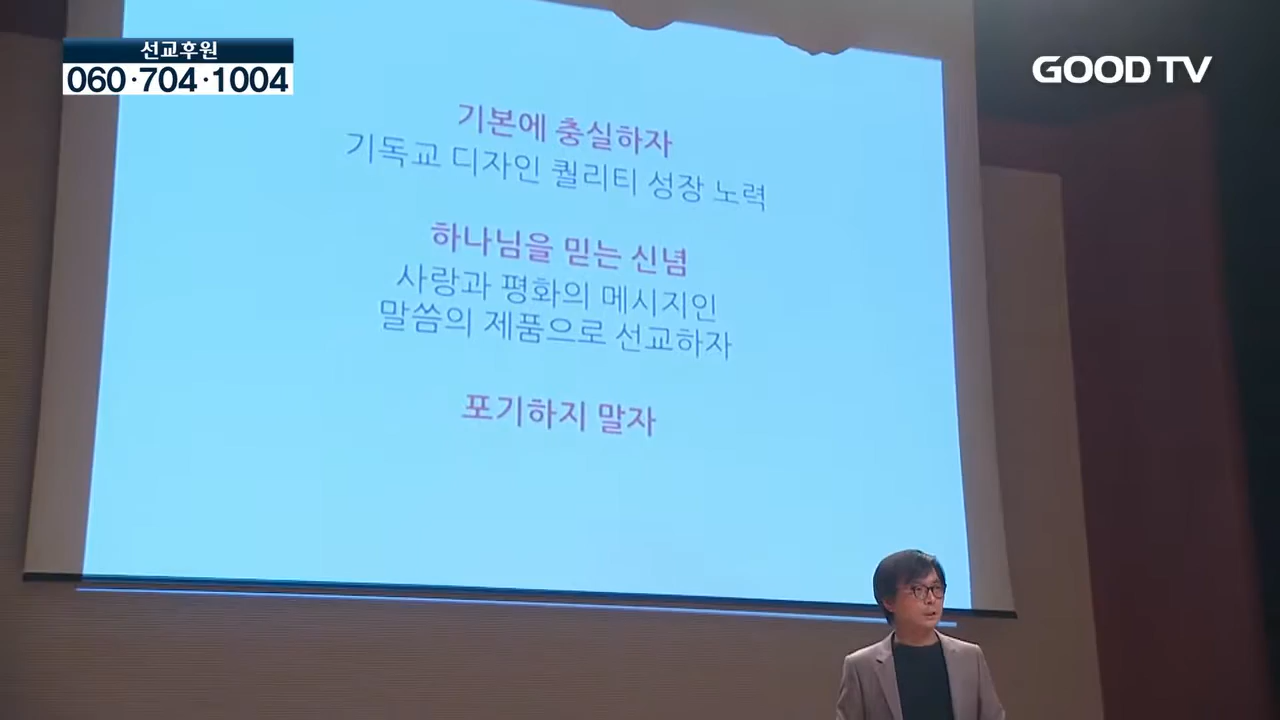 선교후원
060·704·1004
GOOD TV
기본에 충실하자
기독교 디자인 퀄리티 성장 노력
하나님을 믿는 신념
사랑과 평화의 메시지인
말씀의 제품으로 선교하자
포기하지 말자